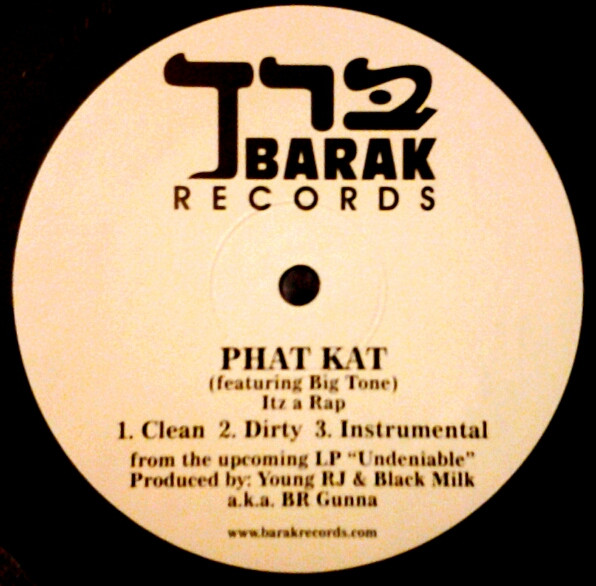 ברך
BARAK
RECORDS
PHAT KAT
(featuring Big Tone)
Itz a Rap
1. Clean 2. Dirty 3. Instrumental
from the upcoming LP “Undeniable”
Produced by: Young RJ & Black Milk
a.k.a. BR Gunna
www.barakrecords.com